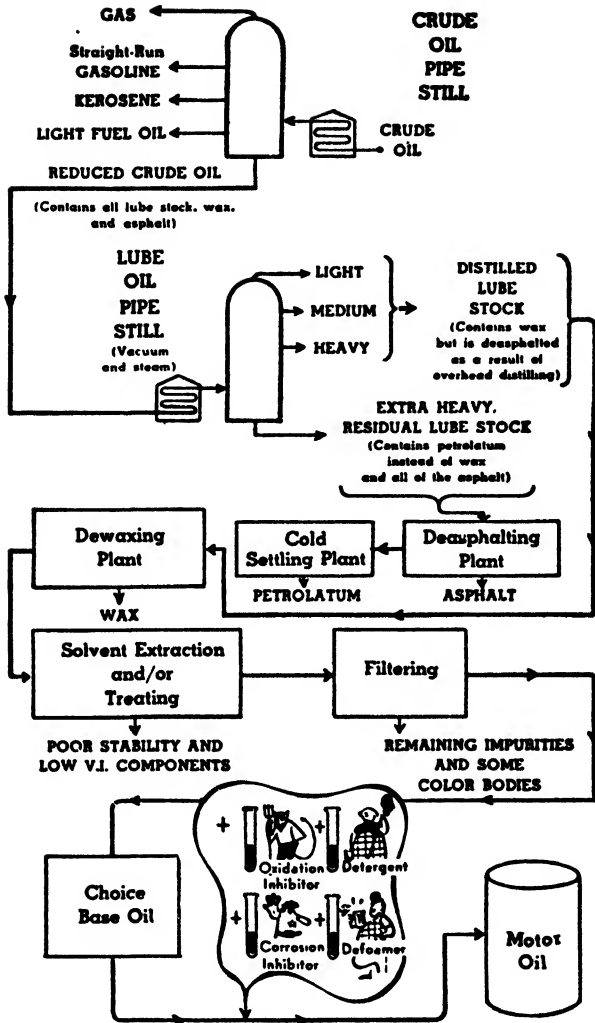 GAS
CRUDE
OIL
PIPE
STILL
Straight-Run
GASOLINE
KEROSENE
LIGHT FUEL OIL
CRUDE
OIL
REDUCED CRUDE OIL
(Contains all lube stock, wax,
and asphalt)
LUBE
OIL
PIPE
STILL
(Vacuum
and steam)
LIGHT
MEDIUM
HEAVY
DISTILLED
LUBE
STOCK
(Contains wax
but is deasphalted
as a result of
overhead distilling)
EXTRA HEAVY,
RESIDUAL LUBE STOCK
(Contains petrolatum
instead of wax
and all of the asphalt)
Dewaxing
Plant
Cold
Settling Plant
Deasphalting
Plant
WAX
PETROLATUM
ASPHALT
Solvent Extraction
and/or
Treating
Filtering
POOR STABILITY AND
LOW V.I. COMPONENTS
REMAINING IMPURITIES
AND SOME
COLOR BODIES
+
+
Oxidation
Inhibitor
Detergent
+
+
Corrosion
Inhibitor
Defoamer
Choice
Base Oil
Motor
Oil